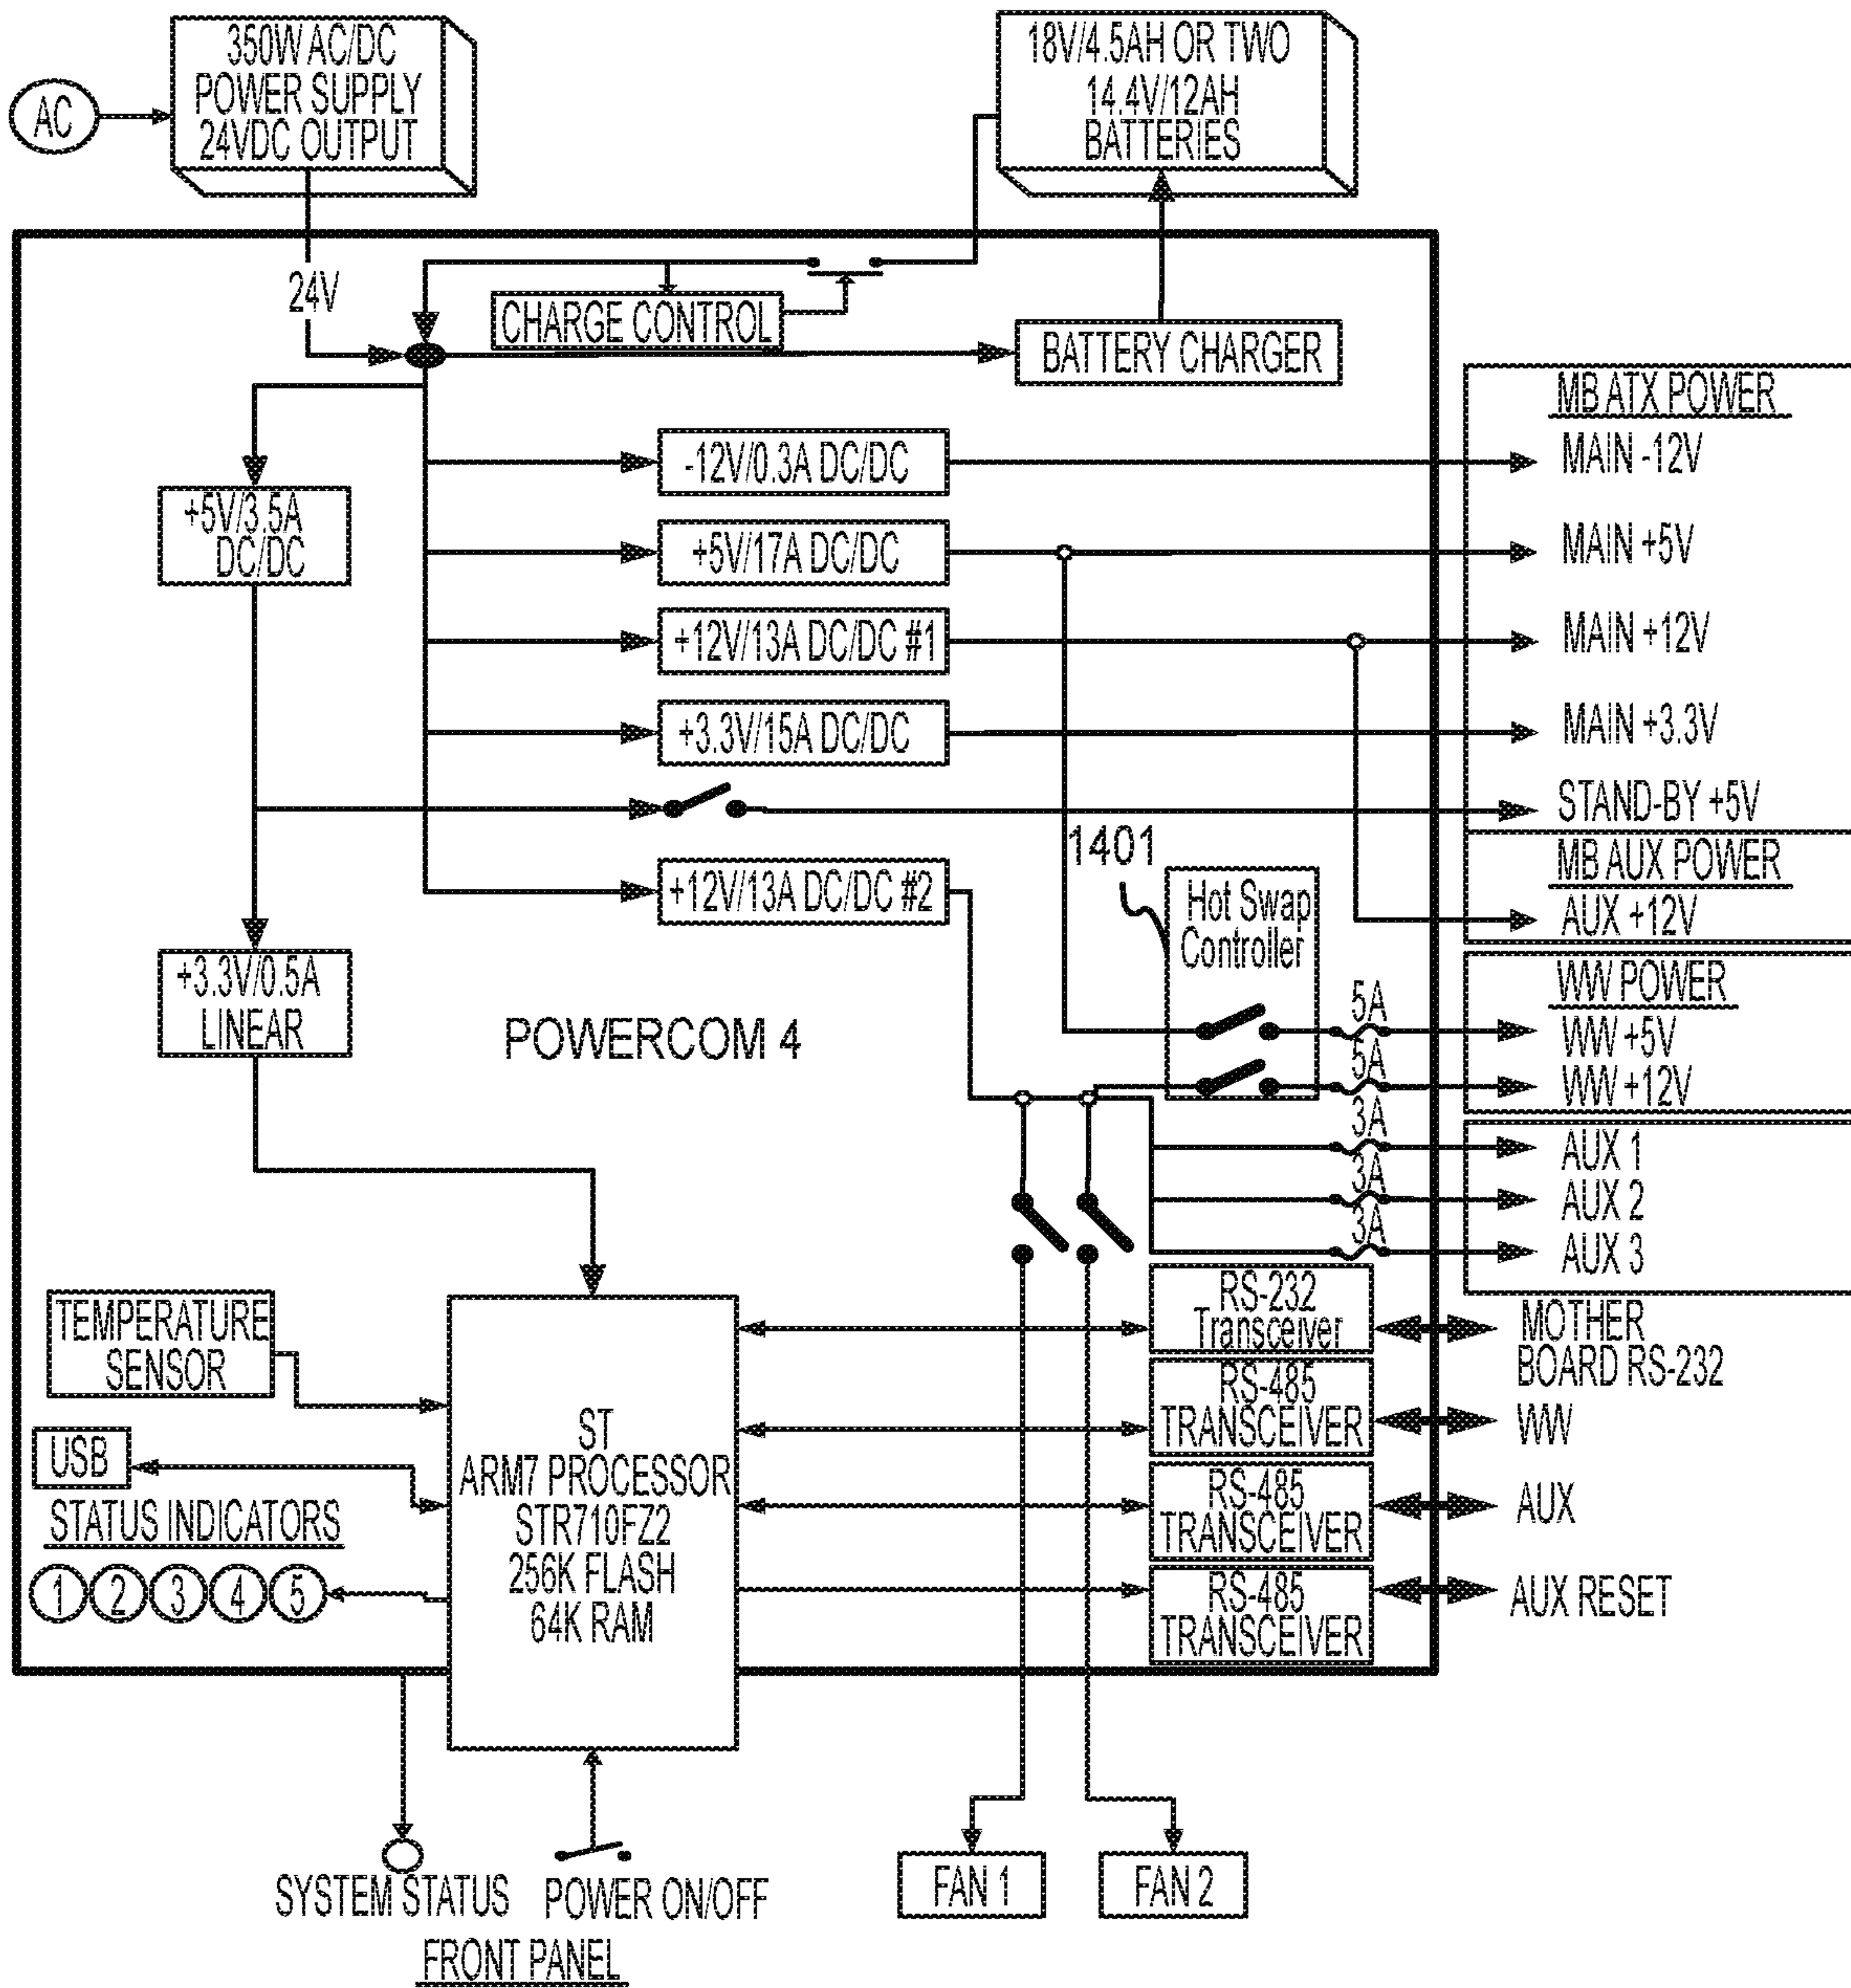 AC
350W AC/DC
POWER SUPPLY
24VDC OUTPUT
18V/4.5AH OR TWO
14.4V/12AH
BATTERIES
24V
CHARGE CONTROL
BATTERY CHARGER
MB ATX POWER
-12V/0.3A DC/DC
MAIN -12V
+5V/3.5A
DC/DC
+5V/17A DC/DC
MAIN +5V
+12V/13A DC/DC #1
MAIN +12V
+3.3V/15A DC/DC
MAIN +3.3V
STAND-BY +5V
1401
MB AUX POWER
+12V/13A DC/DC #2
Hot Swap
Controller
AUX +12V
+3.3V/0.5A
LINEAR
POWERCOM 4
WW POWER
5A
WW +5V
5A
WW +12V
3A
AUX 1
3A
AUX 2
3A
AUX 3
TEMPERATURE
SENSOR
RS-232
Transceiver
MOTHER
BOARD RS-232
USB
ST
ARM7 PROCESSOR
STR710FZ2
256K FLASH
64K RAM
RS-485
TRANSCEIVER
WW
STATUS INDICATORS
1 2 3 4 5
RS-485
TRANSCEIVER
AUX
RS-485
TRANSCEIVER
AUX RESET
SYSTEM STATUS
POWER ON/OFF
FRONT PANEL
FAN 1
FAN 2